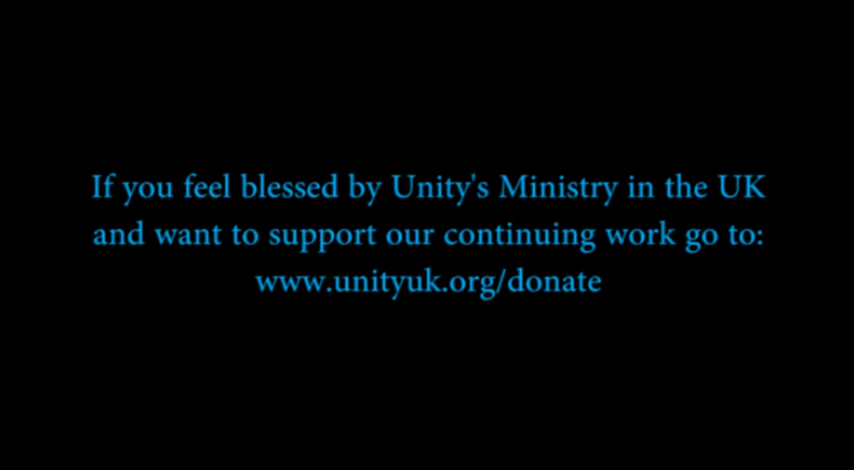 If you feel blessed by Unity's Ministry in the UK
and want to support our continuing work go to:
www.unityuk.org/donate